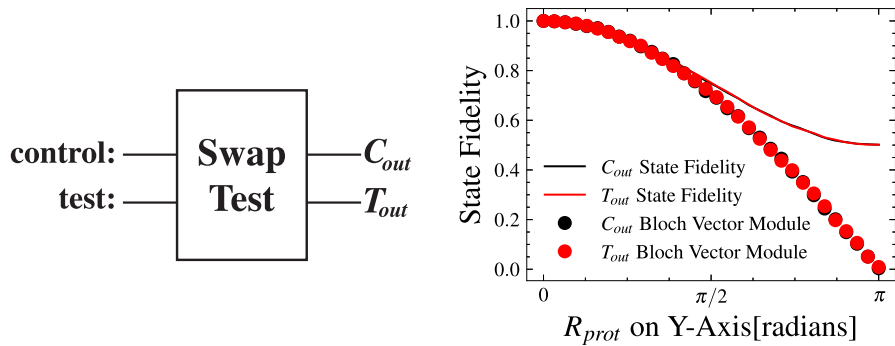 control:
test:
Swap
Test
C_out
T_out
State Fidelity
1.0
0.8
0.6
0.4
0.2
0.0
C_out State Fidelity
T_out State Fidelity
C_out Bloch Vector Module
T_out Bloch Vector Module
0
π/2
π
R_prot on Y-Axis[radians]